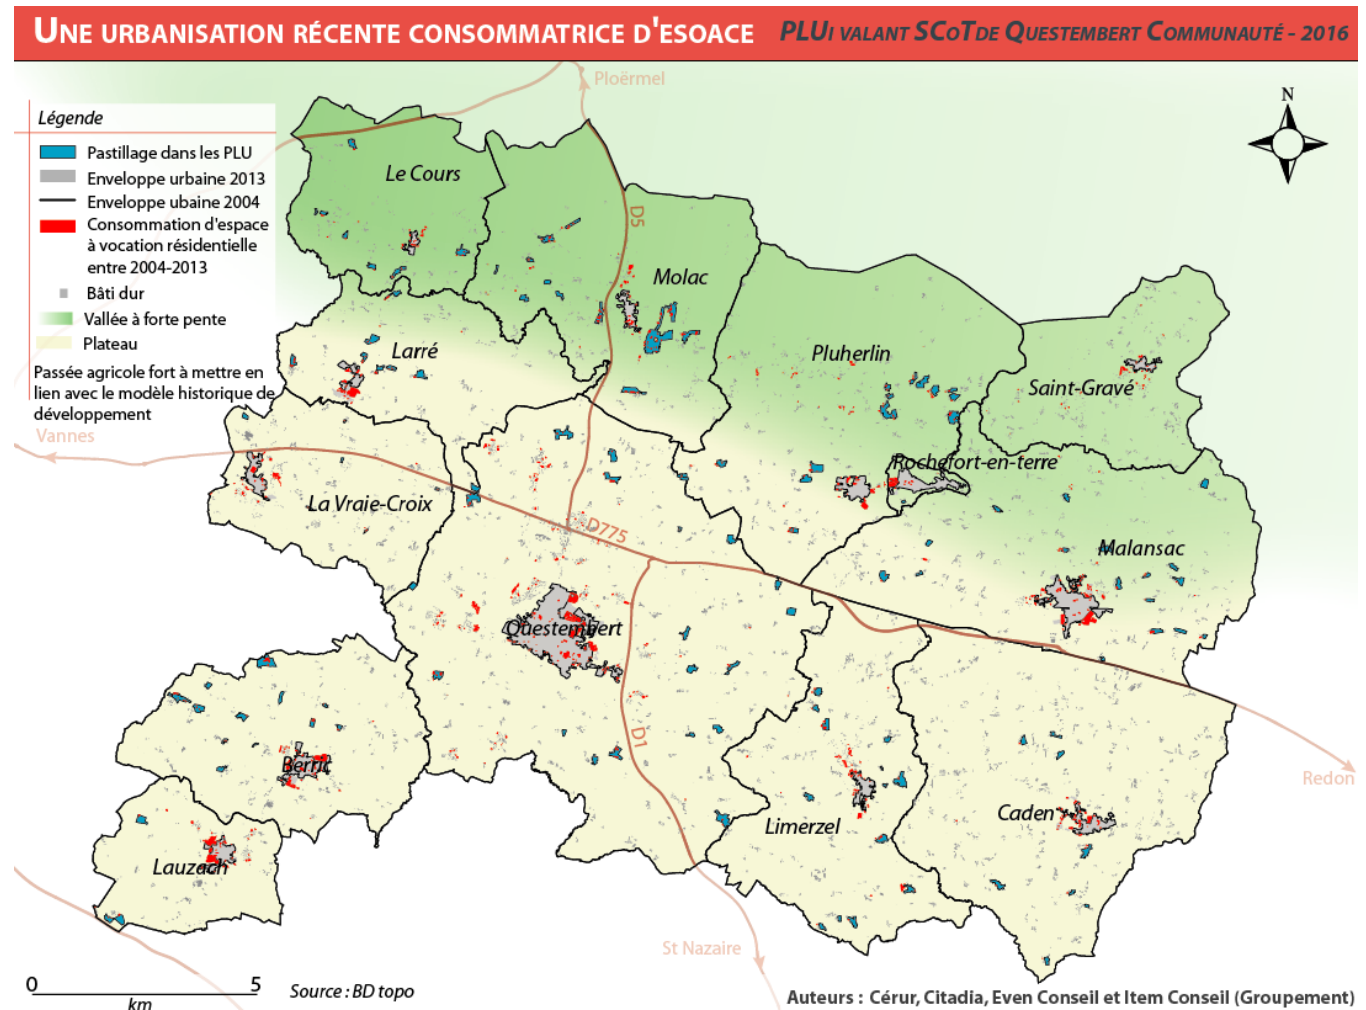 UNE URBANISATION RÉCENTE CONSOMMATRICE D'ESOACE
PLUI VALANT SCOT DE QUESTEMBERT COMMUNAUTÉ - 2016
Ploërmel
N
Légende
Pastillage dans les PLU
Enveloppe urbaine 2013
Enveloppe ubaine 2004
Consommation d'espace
à vocation résidentielle
entre 2004-2013
Bâti dur
Vallée à forte pente
Plateau
Passée agricole fort à mettre en
lien avec le modèle historique de
développement
Vannes
Le Cours
D5
Molac
Larré
Pluherlin
Saint-Gravé
Rochefort-en-terre
La Vraie-Croix
D775
Malansac
Questembert
D1
Berric
Redon
Limerzel
Caden
Lauzach
St Nazaire
0 5
km
Source : BD topo
Auteurs : Cérur, Citadia, Even Conseil et Item Conseil (Groupement)